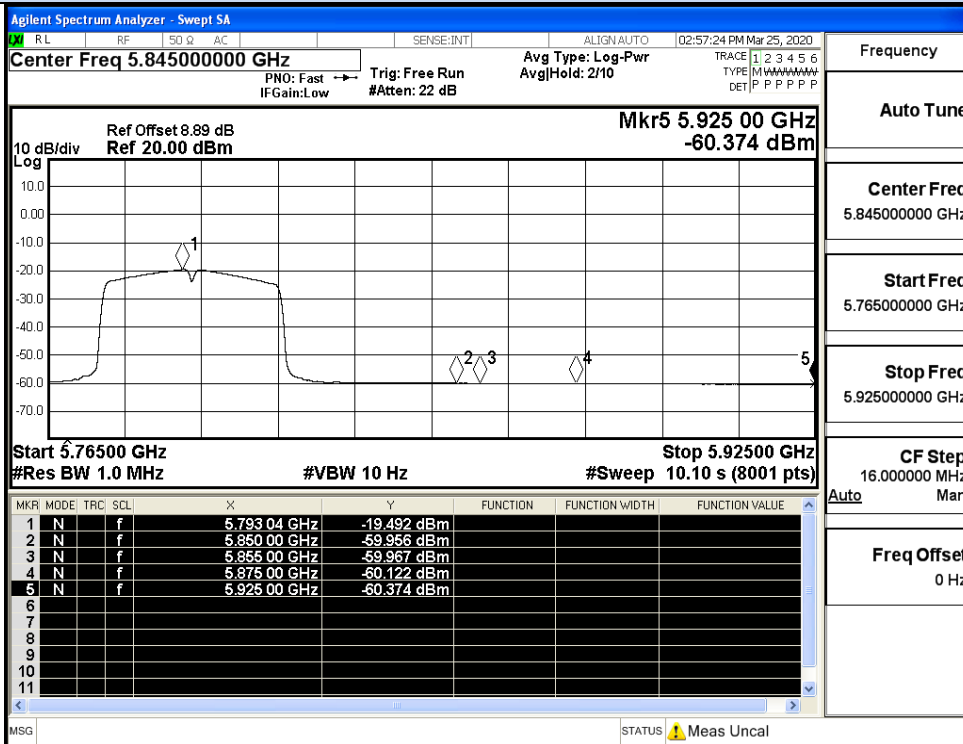 Agilent Spectrum Analyzer - Swept SA
LXI RL RF 50 Ω AC SENSE:INT ALIGN AUTO 02:57:24 PM Mar 25, 2020
Center Freq 5.845000000 GHz
PNO: Fast
IFGain:Low
Trig: Free Run
#Atten: 22 dB
Avg Type: Log-Pwr
Avg|Hold: 2/10
TRACE 1 2 3 4 5 6
TYPE M W W W W W
DET P P P P P P
Mkr5 5.925 00 GHz
-60.374 dBm
Ref Offset 8.89 dB
10 dB/div Ref 20.00 dBm
Log
10.0
0.00
-10.0
-20.0
-30.0
-40.0
-50.0
-60.0
-70.0
1
2
3
4
5
Start 5.76500 GHz Stop 5.92500 GHz
#Res BW 1.0 MHz #VBW 10 Hz #Sweep 10.10 s (8001 pts)
MKR MODE TRC SCL X Y FUNCTION FUNCTION WIDTH FUNCTION VALUE
1 N f 5.793 04 GHz -19.492 dBm
2 N f 5.850 00 GHz -59.956 dBm
3 N f 5.855 00 GHz -59.967 dBm
4 N f 5.875 00 GHz -60.122 dBm
5 N f 5.925 00 GHz -60.374 dBm
6
7
8
9
10
11
MSG STATUS Meas Uncal
Frequency
Auto Tune
Center Freq
5.845000000 GHz
Start Freq
5.765000000 GHz
Stop Freq
5.925000000 GHz
CF Step
16.000000 MHz
Auto Man
Freq Offset
0 Hz